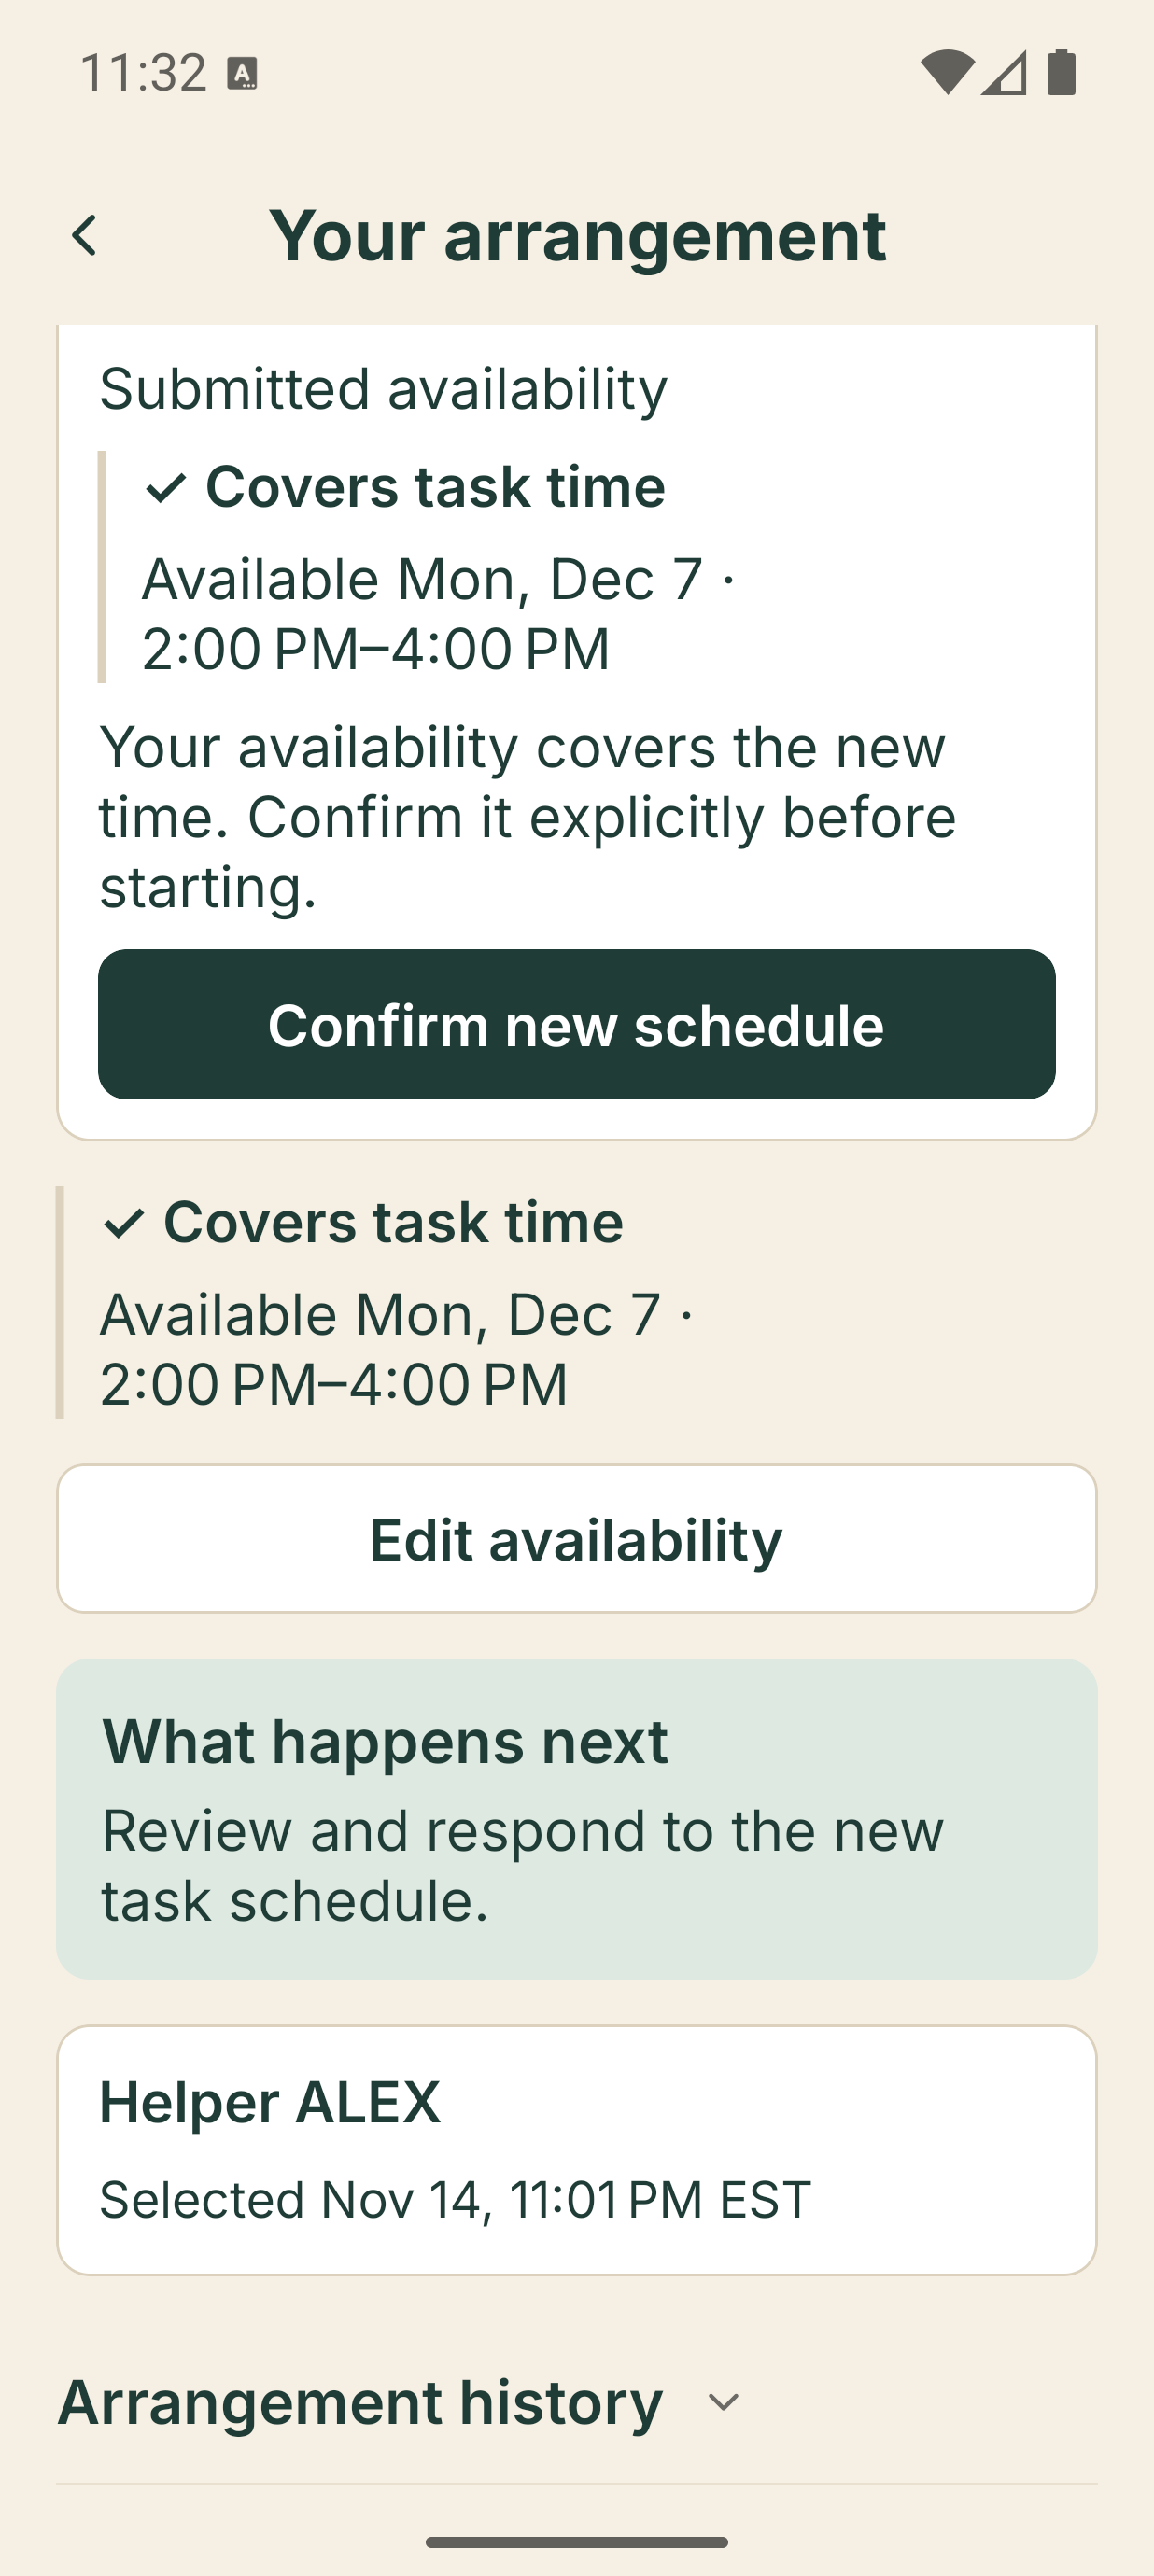 11:32
Your arrangement
Submitted availability
✓ Covers task time
Available Mon, Dec 7 ·
2:00 PM–4:00 PM
Your availability covers the new
time. Confirm it explicitly before
starting.
Confirm new schedule
✓ Covers task time
Available Mon, Dec 7 ·
2:00 PM–4:00 PM
Edit availability
What happens next
Review and respond to the new
task schedule.
Helper ALEX
Selected Nov 14, 11:01 PM EST
Arrangement history